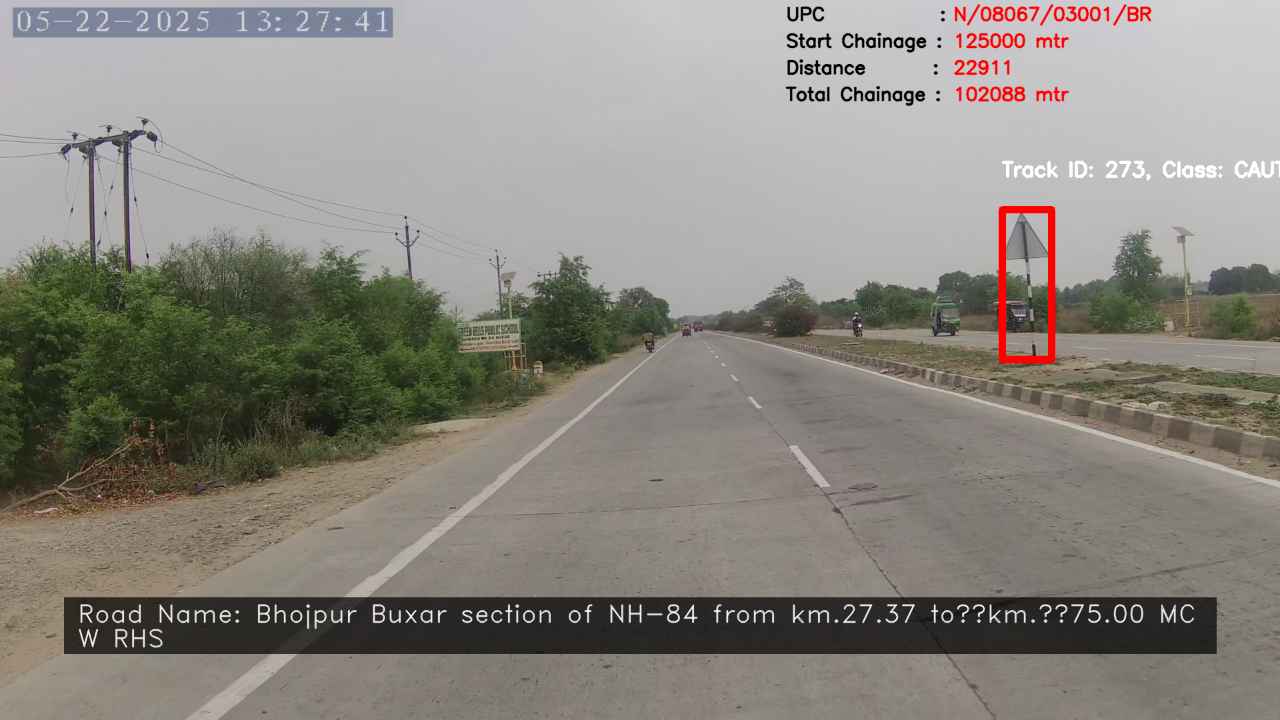 05-22-2025 13:27:41
UPC : N/08067/03001/BR
Start Chainage : 125000 mtr
Distance : 22911
Total Chainage : 102088 mtr
Track ID: 273, Class: CAUT
PUBLIC SCHOOL
Road Name: Bhojpur Buxar section of NH-84 from km.27.37 to??km.??75.00 MC
W RHS